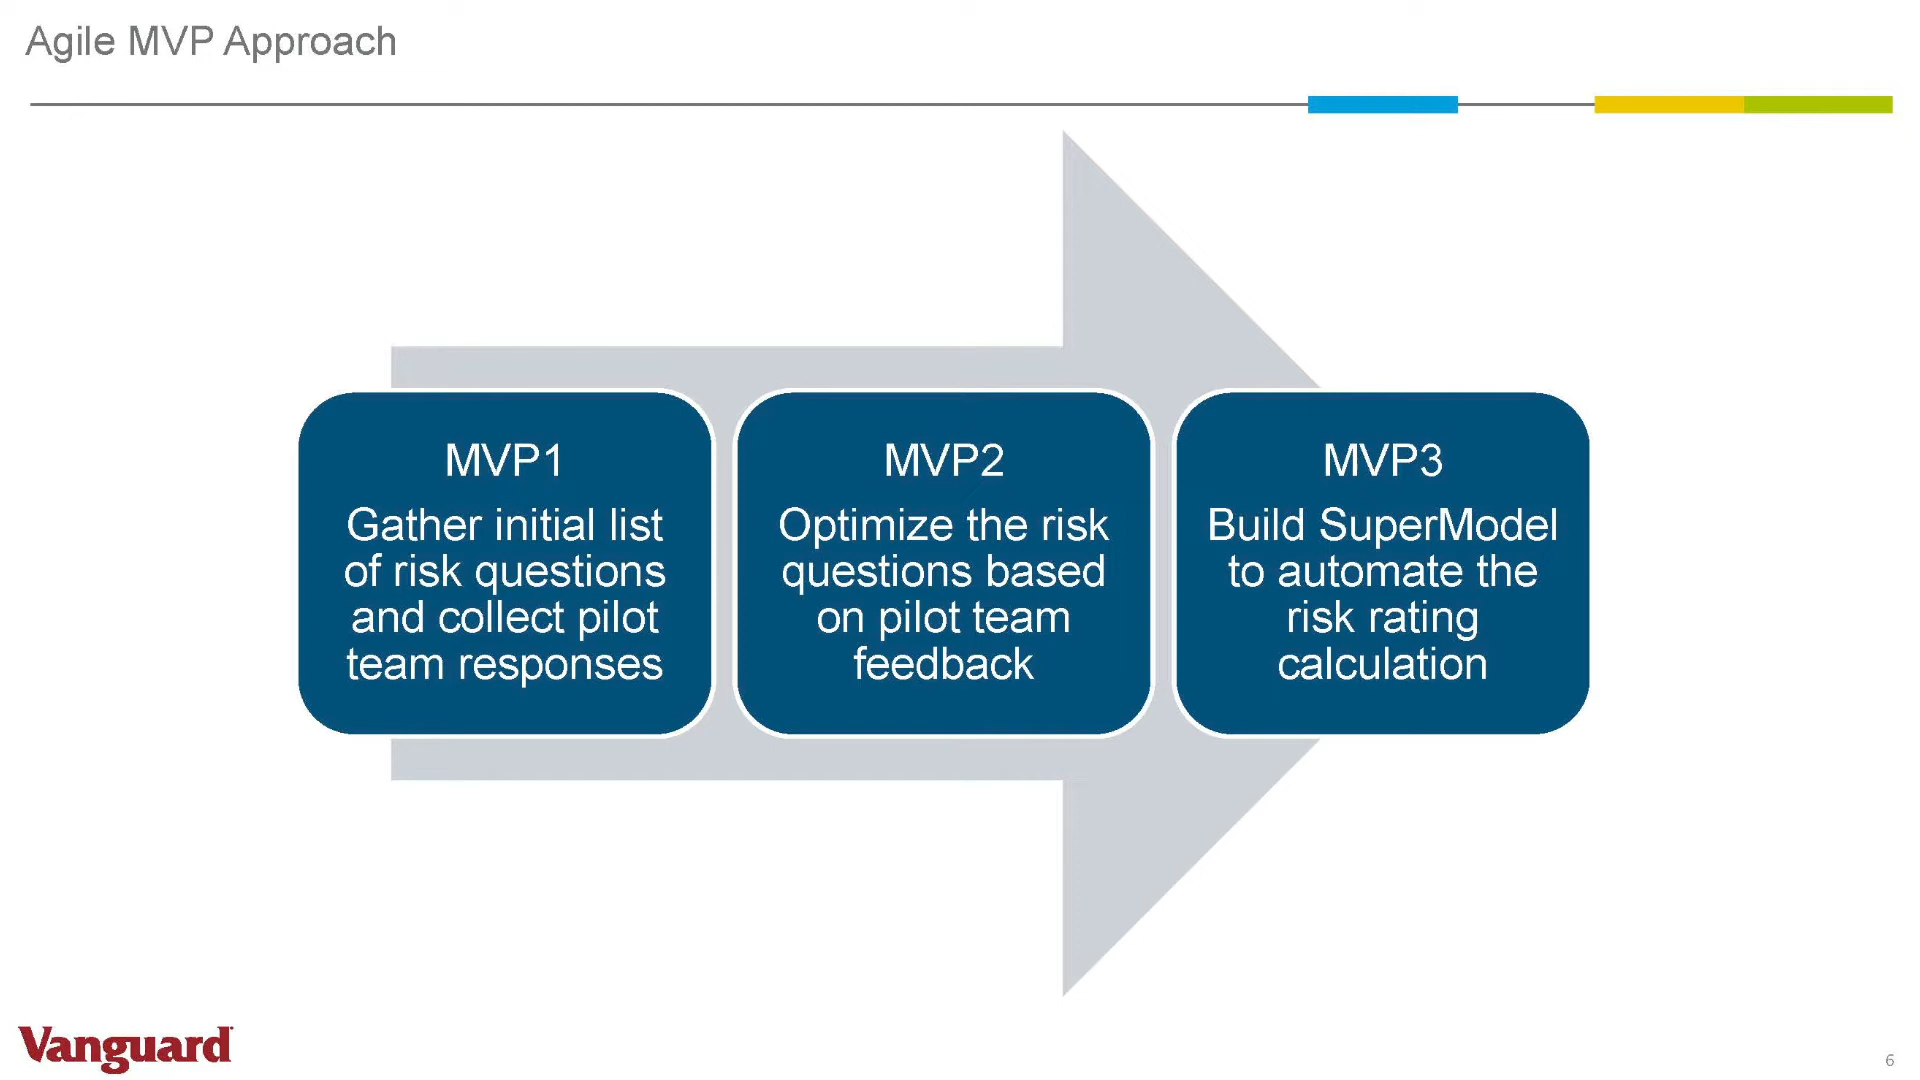 Agile MVP Approach
MVP1
Gather initial list
of risk questions
and collect pilot
team responses
MVP2
Optimize the risk
questions based
on pilot team
feedback
MVP3
Build SuperModel
to automate the
risk rating
calculation
Vanguard
6